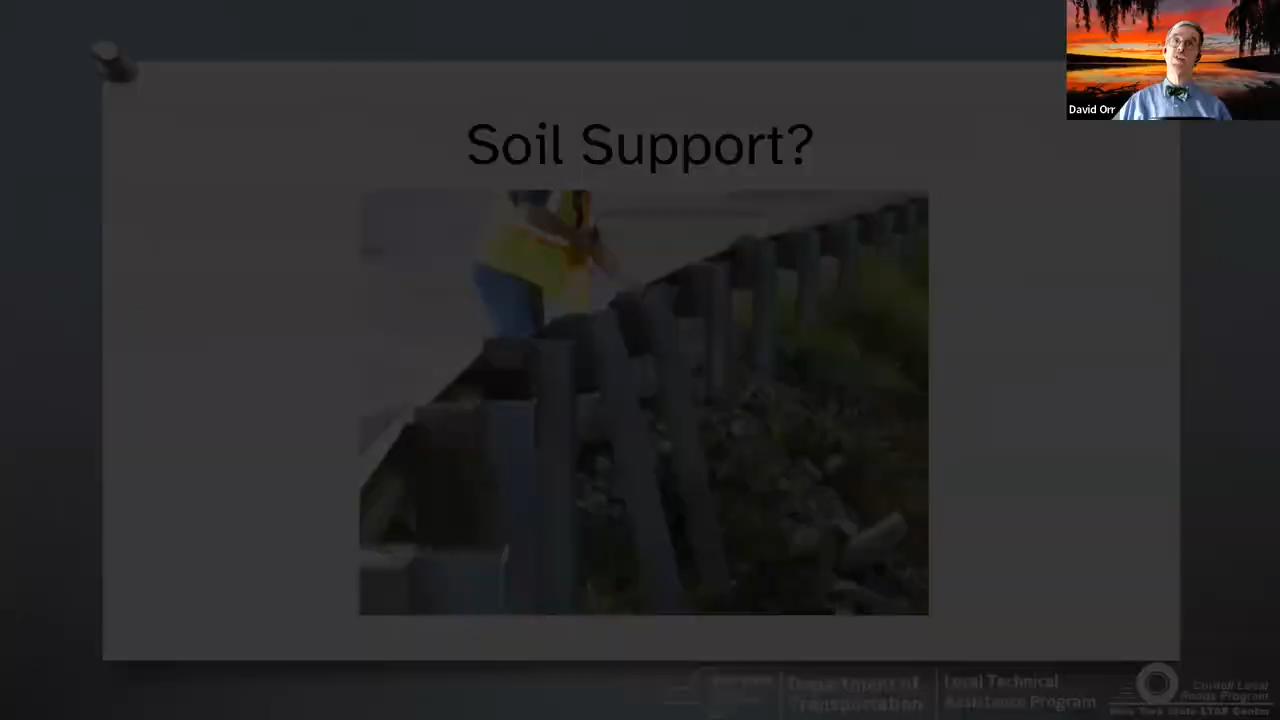 David Orr
Soil Support?
Department of
Transportation
Local Technical
Assistance Program
Cornell Local
Roads Program
New York State LTAP Center